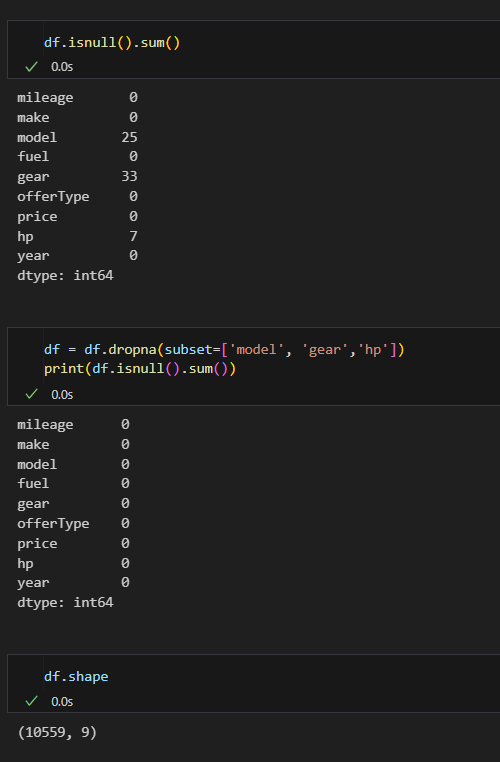 df.isnull().sum()
0.0s
mileage 0
make 0
model 25
fuel 0
gear 33
offerType 0
price 0
hp 7
year 0
dtype: int64
df = df.dropna(subset=['model', 'gear','hp'])
print(df.isnull().sum())
0.0s
mileage 0
make 0
model 0
fuel 0
gear 0
offerType 0
price 0
hp 0
year 0
dtype: int64
df.shape
0.0s
(10559, 9)